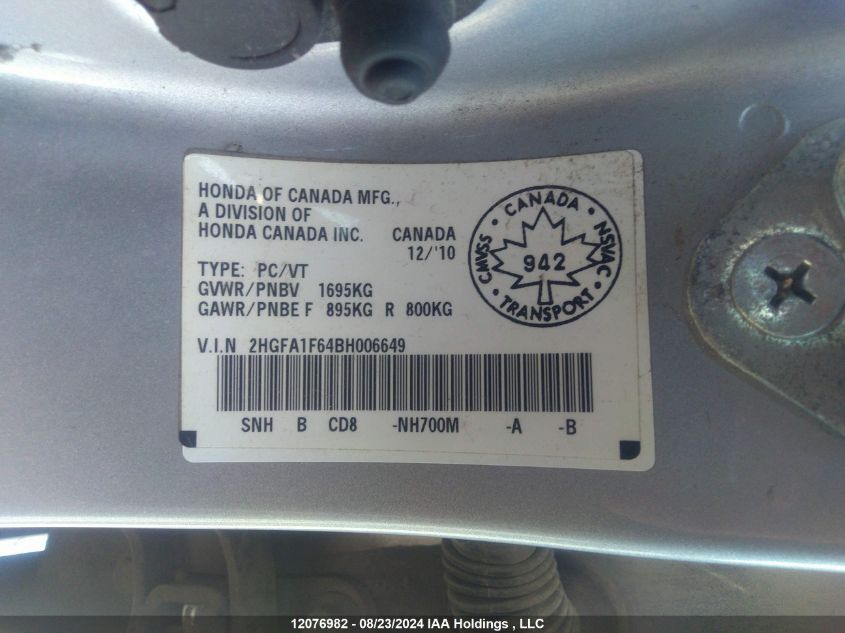 HONDA OF CANADA MFG.,
A DIVISION OF
HONDA CANADA INC. CANADA
12/'10
TYPE: PC/VT
GVWR/PNBV 1695KG
GAWR/PNBE F 895KG R 800KG
V.I.N 2HGFA1F64BH006649
SNH B CD8 -NH700M -A -B
CMVSS • CANADA • NSVAC
942
• TRANSPORT •
12076982 - 08/23/2024 IAA Holdings , LLC